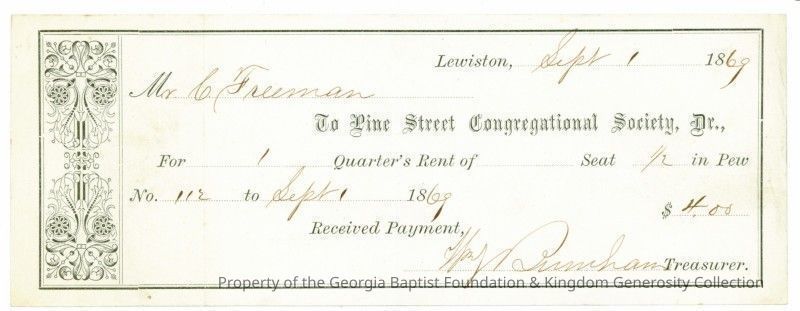 Lewiston, Sept 1 1869
Mr C. Freeman
To Pine Street Congregational Society, Dr.,
For 1 Quarter's Rent of Seat 1/2 in Pew
No. 112 to Sept 1 1869
$ 4.00
Received Payment,
Wm J Burnham Treasurer.
Property of the Georgia Baptist Foundation & Kingdom Generosity Collection